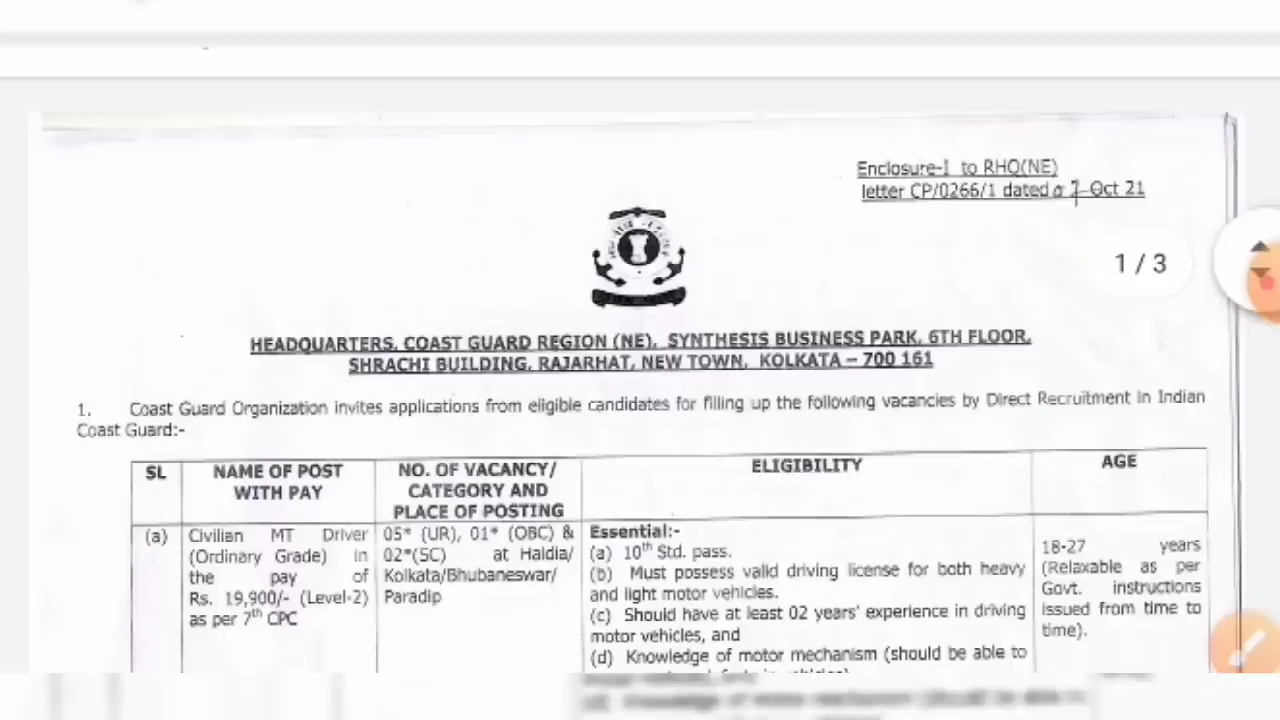 Enclosure-I to RHQ(NE)
letter CP/0266/1 dated 07 Oct 21
1 / 3
HEADQUARTERS, COAST GUARD REGION (NE), SYNTHESIS BUSINESS PARK, 6TH FLOOR,
SHRACHI BUILDING, RAJARHAT, NEW TOWN, KOLKATA – 700 161
1. Coast Guard Organization invites applications from eligible candidates for filling up the following vacancies by Direct Recruitment in Indian
Coast Guard:-
SL
NAME OF POST
WITH PAY
NO. OF VACANCY/
CATEGORY AND
PLACE OF POSTING
ELIGIBILITY
AGE
(a)
Civilian MT Driver
(Ordinary Grade) in
the pay of
Rs. 19,900/- (Level-2)
as per 7th CPC
05* (UR), 01* (OBC) &
02*(SC) at Haldia/
Kolkata/Bhubaneswar/
Paradip
Essential:-
(a) 10th Std. pass.
(b) Must possess valid driving license for both heavy
and light motor vehicles.
(c) Should have at least 02 years' experience in driving
motor vehicles, and
(d) Knowledge of motor mechanism (should be able to
18-27 years
(Relaxable as per
Govt. instructions
issued from time to
time).